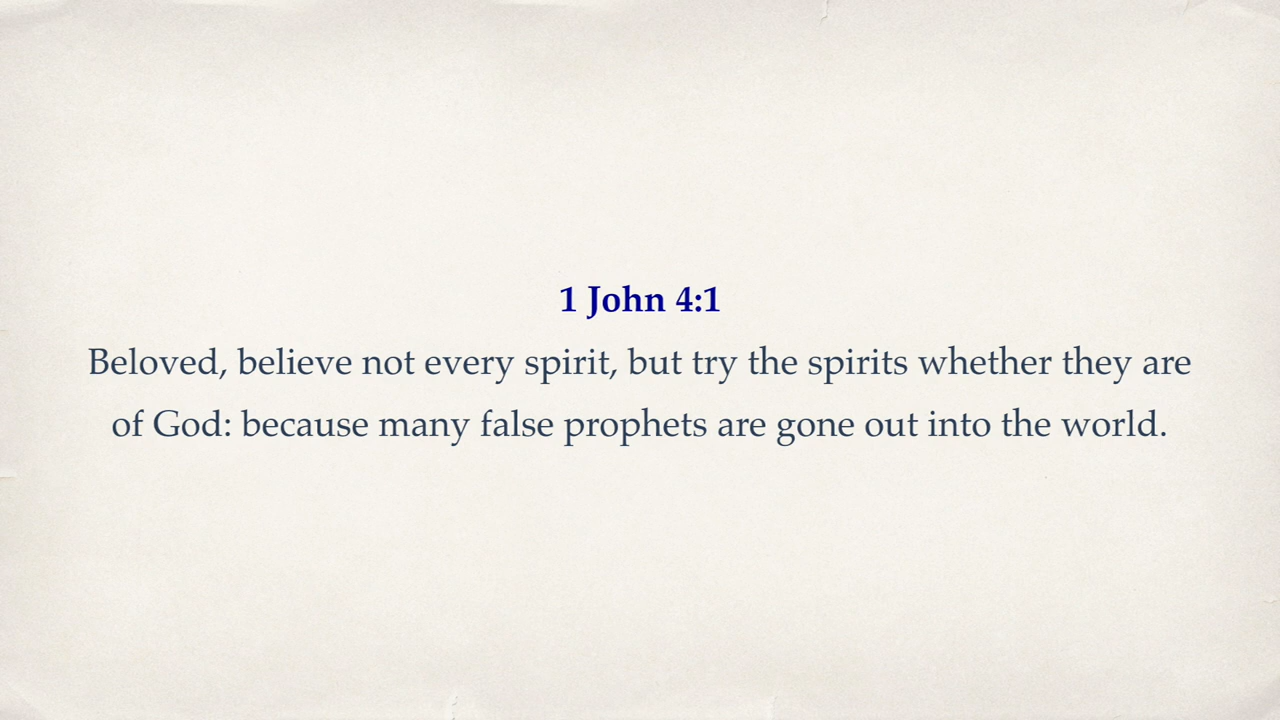 1 John 4:1
Beloved, believe not every spirit, but try the spirits whether they are
of God: because many false prophets are gone out into the world.